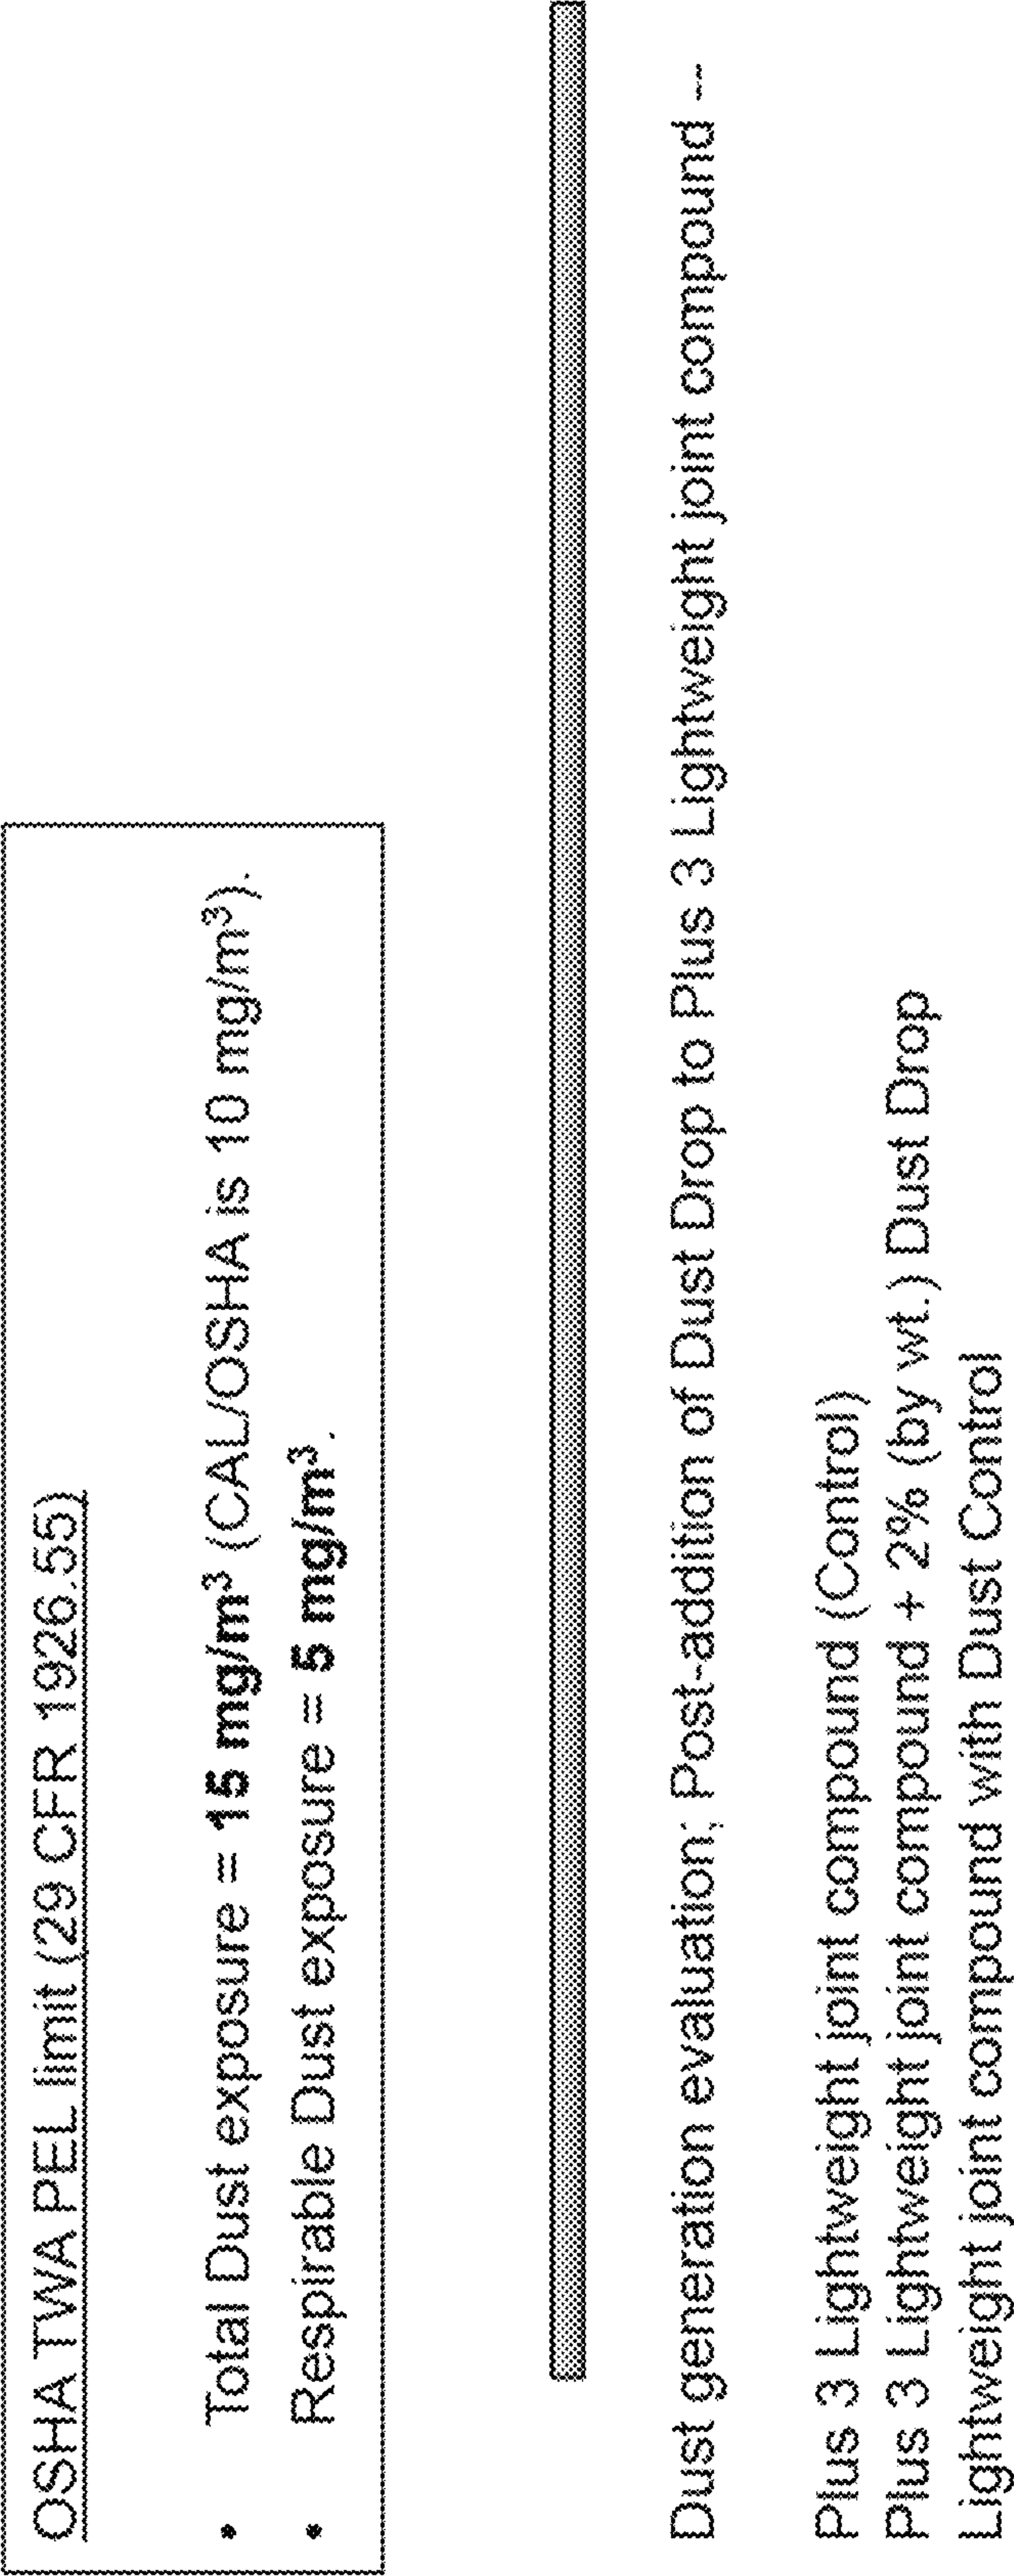 OSHA TWA PEL limit (29 CFR 1926.55)
• Total Dust exposure = 15 mg/m³ (CAL/OSHA is 10 mg/m³).
• Respirable Dust exposure = 5 mg/m³.
Dust generation evaluation; Post-addition of Dust Drop to Plus 3 Lightweight joint compound --
Plus 3 Lightweight joint compound (Control)
Plus 3 Lightweight joint compound + 2% (by wt.) Dust Drop
Lightweight joint compound with Dust Control